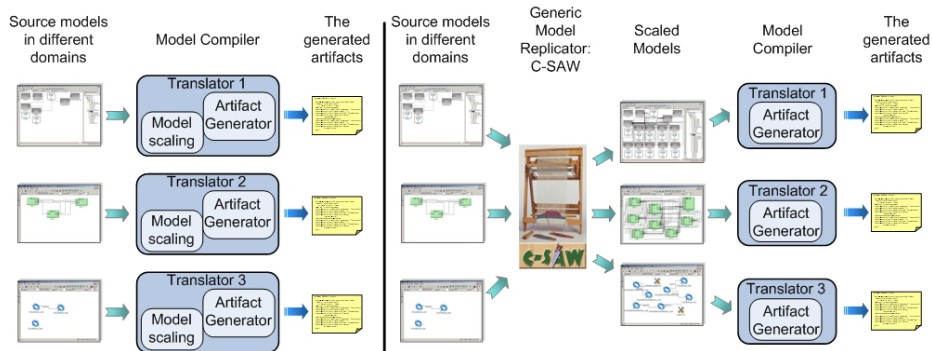 Source models
in different
domains
Model Compiler
The
generated
artifacts
Translator 1
Artifact
Generator
Model
scaling
Translator 2
Artifact
Generator
Model
scaling
Translator 3
Artifact
Generator
Model
scaling
Source models
in different
domains
Generic
Model
Replicator:
C-SAW
Scaled
Models
Model
Compiler
The
generated
artifacts
C-SAW
Translator 1
Artifact
Generator
Translator 2
Artifact
Generator
Translator 3
Artifact
Generator